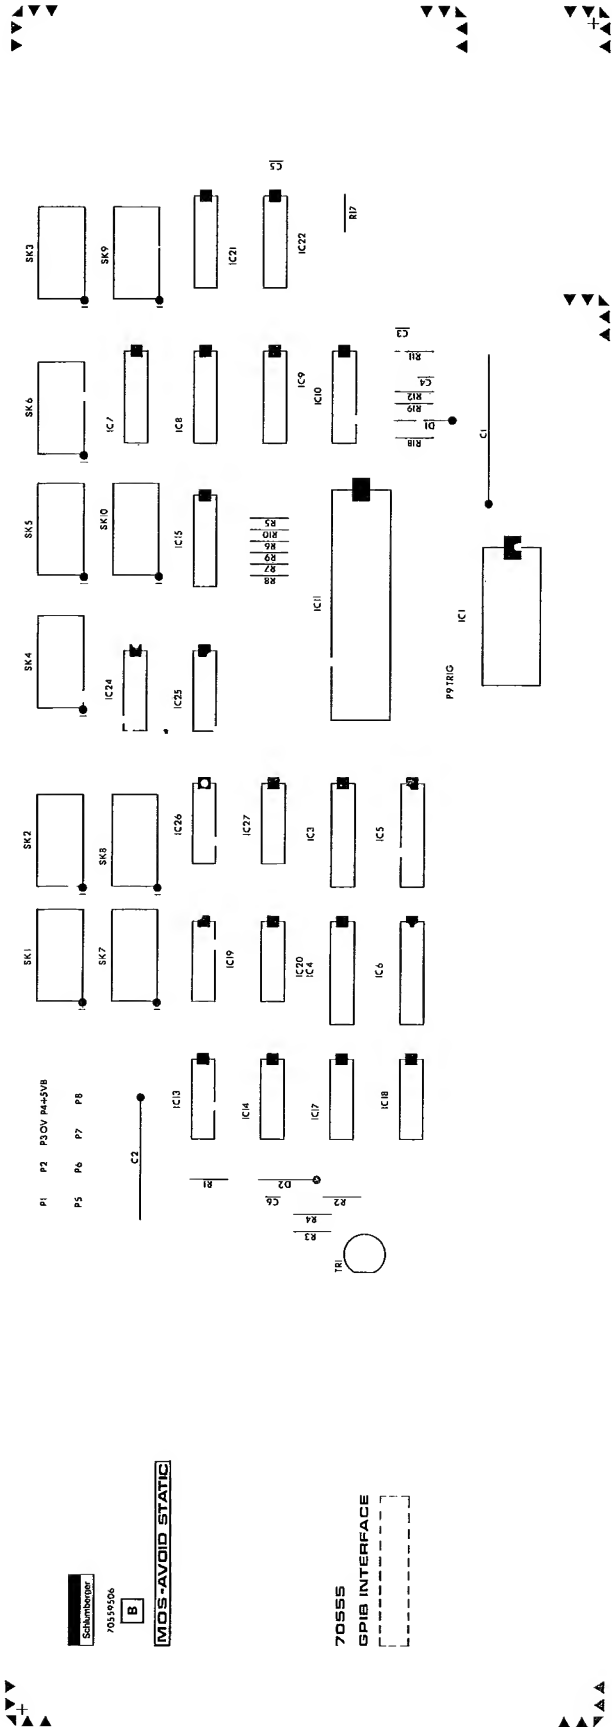 C5
SK3
SK9
IC21
IC22
R17
C3
R11
SK6
IC7
IC8
IC9
IC10
C4
R12
R19
D1
R18
C1
SK5
SK10
IC15
R5
R10
R6
R9
R7
R8
IC11
IC1
SK4
IC24
IC25
P9 TRIG
SK2
SK8
IC26
IC27
IC3
IC5
SK1
SK7
IC19
IC20
IC4
IC6
P1 P2 P3 0V P4+5VB
P5 P6 P7 P8
C2
IC13
IC14
IC17
IC18
R1
D2
C6
R2
R4
R3
TR1
Schlumberger
70559506
B
MOS-AVOID STATIC
70555
GPIB INTERFACE